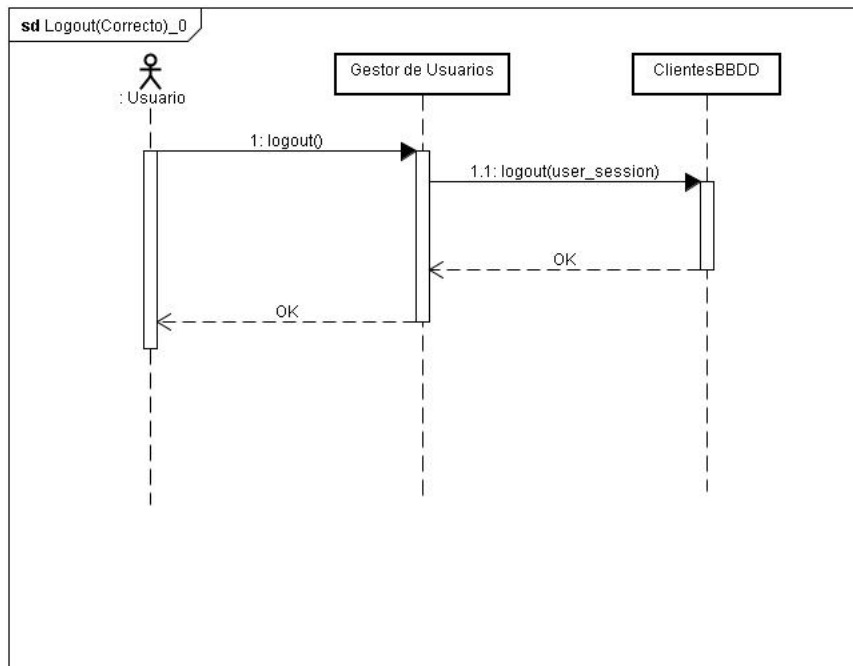 sd Logout(Correcto)_0
: Usuario
Gestor de Usuarios
ClientesBBDD
1: logout()
1.1: logout(user_session)
OK
OK